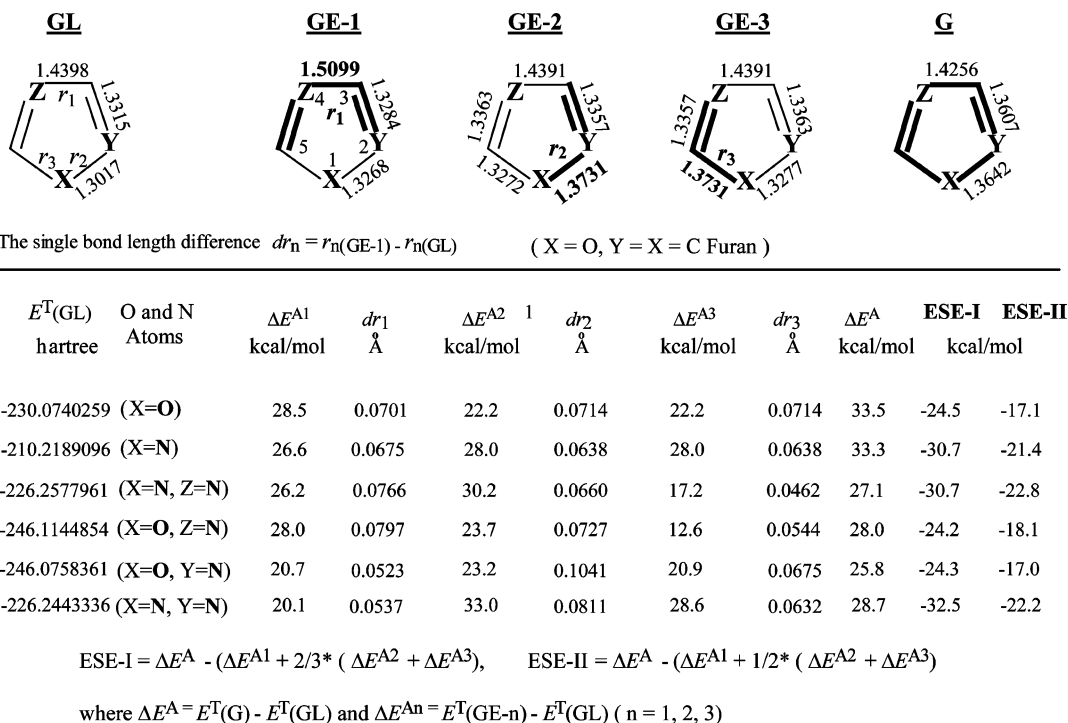 GL GE-1 GE-2 GE-3 G
1.4398 1.5099 1.4391 1.4391 1.4256
Z r1 1.3315 Z4 3 r1 1.3284 Z 1.3363 1.3357 Z 1.3357 1.3363 Z 1.3607
Y 5 2 Y r2 Y r3 Y Y
r3 r2 1
X 1.3017 X 1.3268 1.3272 X 1.3731 1.3731 X 1.3277 X 1.3642
The single bond length difference drn = rn(GE-1) - rn(GL) ( X = O, Y = X = C Furan )
ET(GL) O and N Atoms ΔEA1 dr1 ΔEA2 1 dr2 ΔEA3 dr3 ΔEA ESE-I ESE-II
hartree kcal/mol Å kcal/mol Å kcal/mol Å kcal/mol kcal/mol
-230.0740259 (X=O) 28.5 0.0701 22.2 0.0714 22.2 0.0714 33.5 -24.5 -17.1
-210.2189096 (X=N) 26.6 0.0675 28.0 0.0638 28.0 0.0638 33.3 -30.7 -21.4
-226.2577961 (X=N, Z=N) 26.2 0.0766 30.2 0.0660 17.2 0.0462 27.1 -30.7 -22.8
-246.1144854 (X=O, Z=N) 28.0 0.0797 23.7 0.0727 12.6 0.0544 28.0 -24.2 -18.1
-246.0758361 (X=O, Y=N) 20.7 0.0523 23.2 0.1041 20.9 0.0675 25.8 -24.3 -17.0
-226.2443336 (X=N, Y=N) 20.1 0.0537 33.0 0.0811 28.6 0.0632 28.7 -32.5 -22.2
ESE-I = ΔEA - (ΔEA1 + 2/3* ( ΔEA2 + ΔEA3), ESE-II = ΔEA - (ΔEA1 + 1/2* ( ΔEA2 + ΔEA3)
where ΔEA = ET(G) - ET(GL) and ΔEAn = ET(GE-n) - ET(GL) ( n = 1, 2, 3)